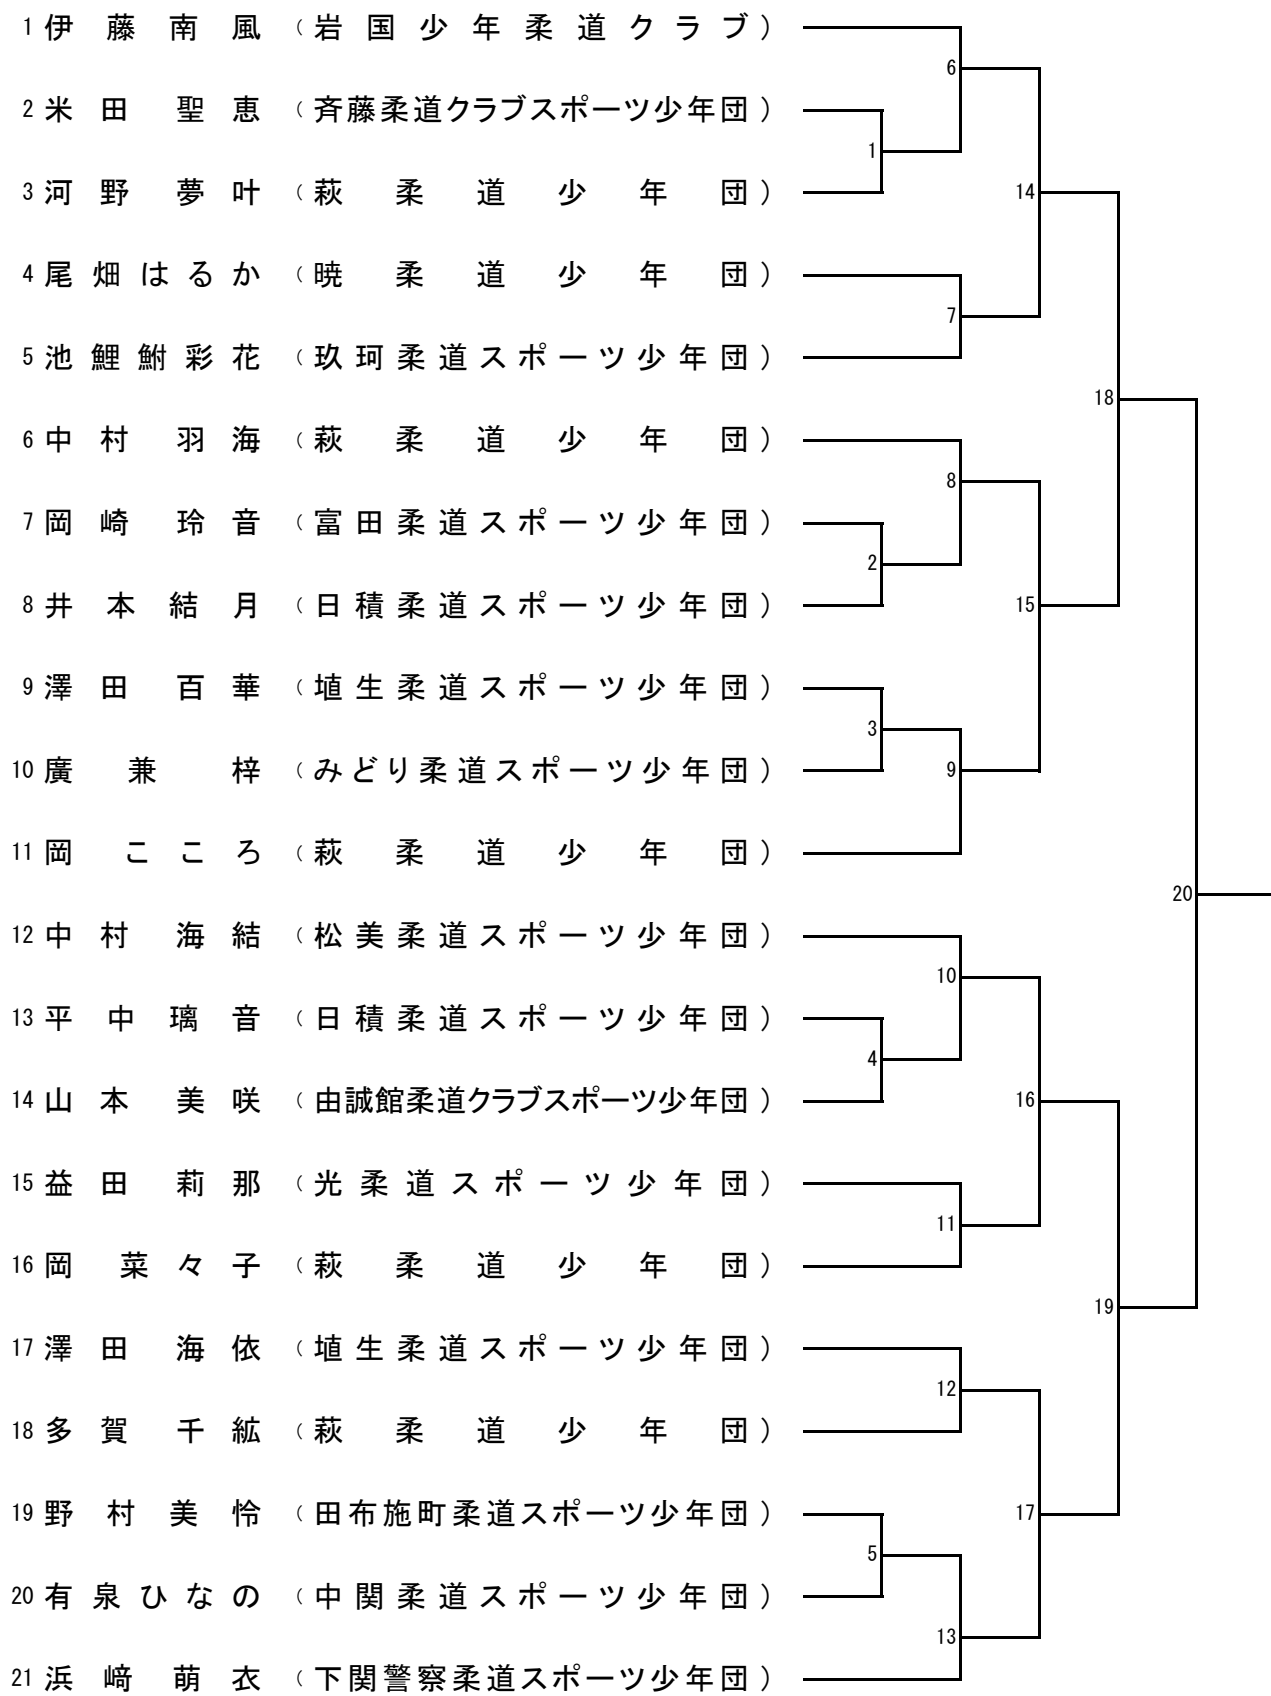 1 伊藤南風（岩国少年柔道クラブ）
6
2 米田聖恵（斉藤柔道クラブスポーツ少年団）
1
3 河野夢叶（萩柔道少年団）
14
4 尾畑はるか（暁柔道少年団）
7
5 池鯉鮒彩花（玖珂柔道スポーツ少年団）
18
6 中村羽海（萩柔道少年団）
8
7 岡崎玲音（富田柔道スポーツ少年団）
2
8 井本結月（日積柔道スポーツ少年団）
15
9 澤田百華（埴生柔道スポーツ少年団）
3
10 廣兼梓（みどり柔道スポーツ少年団）
9
11 岡こころ（萩柔道少年団）
20
12 中村海結（松美柔道スポーツ少年団）
10
13 平中璃音（日積柔道スポーツ少年団）
4
14 山本美咲（由誠館柔道クラブスポーツ少年団）
16
15 益田莉那（光柔道スポーツ少年団）
11
16 岡菜々子（萩柔道少年団）
19
17 澤田海依（埴生柔道スポーツ少年団）
12
18 多賀千紘（萩柔道少年団）
19 野村美怜（田布施町柔道スポーツ少年団）
17
5
20 有泉ひなの（中関柔道スポーツ少年団）
13
21 浜﨑萌衣（下関警察柔道スポーツ少年団）